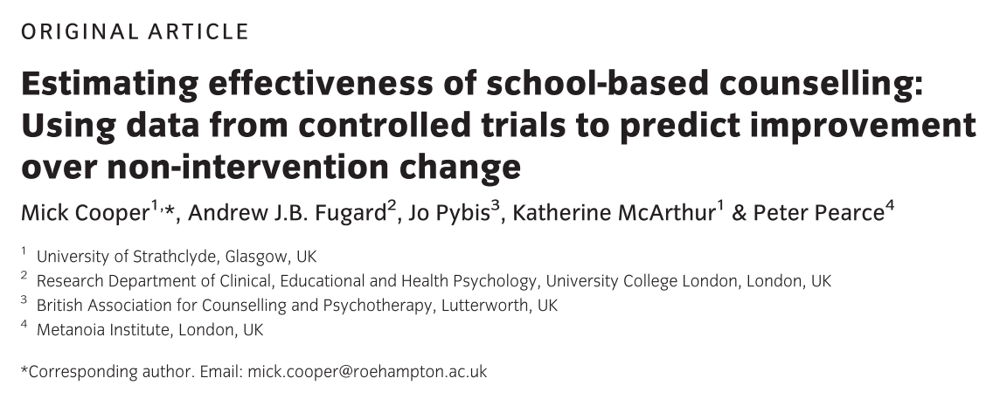 ORIGINAL ARTICLE
Estimating effectiveness of school-based counselling:
Using data from controlled trials to predict improvement
over non-intervention change
Mick Cooper1,*, Andrew J.B. Fugard2, Jo Pybis3, Katherine McArthur1 & Peter Pearce4
1 University of Strathclyde, Glasgow, UK
2 Research Department of Clinical, Educational and Health Psychology, University College London, London, UK
3 British Association for Counselling and Psychotherapy, Lutterworth, UK
4 Metanoia Institute, London, UK
*Corresponding author. Email: mick.cooper@roehampton.ac.uk